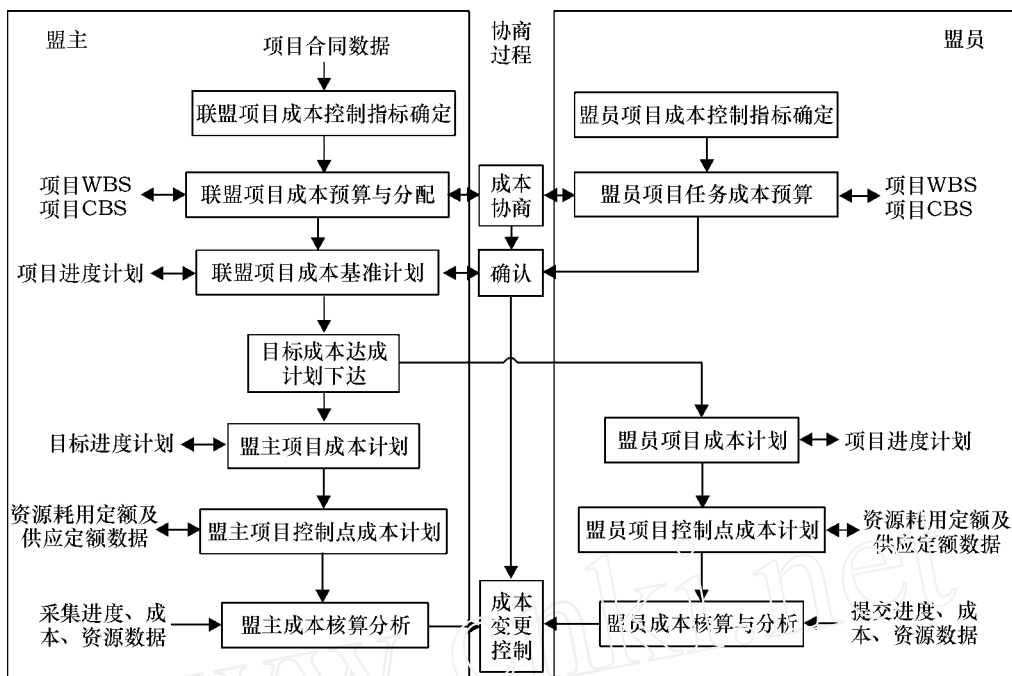 盟主
协商
过程
盟员
项目合同数据
联盟项目成本控制指标确定
盟员项目成本控制指标确定
项目WBS
项目CBS
联盟项目成本预算与分配
成本
协商
盟员项目任务成本预算
项目WBS
项目CBS
项目进度计划
联盟项目成本基准计划
确认
目标成本达成
计划下达
目标进度计划
盟主项目成本计划
盟员项目成本计划
项目进度计划
资源耗用定额及
供应定额数据
盟主项目控制点成本计划
盟员项目控制点成本计划
资源耗用定额及
供应定额数据
采集进度、成
本、资源数据
盟主成本核算分析
成本
变更
控制
盟员成本核算与分析
提交进度、成
本、资源数据
www.cnki.net